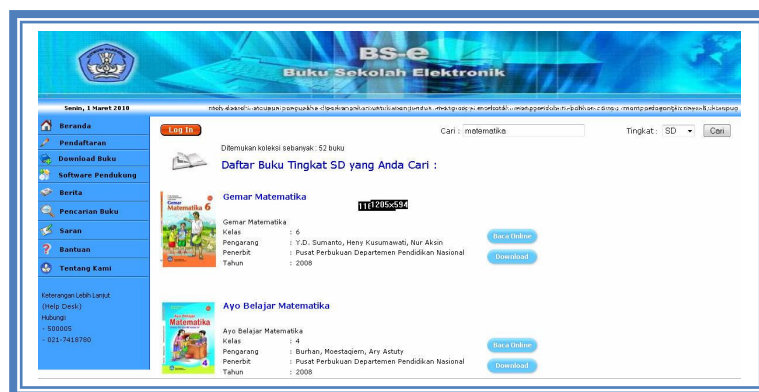 BS-e
Buku Sekolah Elektronik
Senin, 1 Maret 2010
Beranda
Pendaftaran
Download Buku
Software Pendukung
Berita
Pencarian Buku
Saran
Bantuan
Tentang Kami
Keterangan Lebih Lanjut
(Help Desk)
Hubungi:
- 500005
- 021-7418760
Log In
Cari : matematika Tingkat : SD Cari
Ditemukan koleksi sebanyak : 52 buku
Daftar Buku Tingkat SD yang Anda Cari :
Gemar Matematika
1205x594
Gemar Matematika 6
Gemar Matematika
Kelas : 6
Pengarang : Y.D. Sumanto, Heny Kusumawati, Nur Aksin
Penerbit : Pusat Perbukuan Departemen Pendidikan Nasional
Tahun : 2008
Baca Online
Download
Ayo Belajar Matematika
Matematika
4
Ayo Belajar Matematika
Kelas : 4
Pengarang : Burhan, Moestaqiem, Ary Astuty
Penerbit : Pusat Perbukuan Departemen Pendidikan Nasional
Tahun : 2008
Baca Online
Download